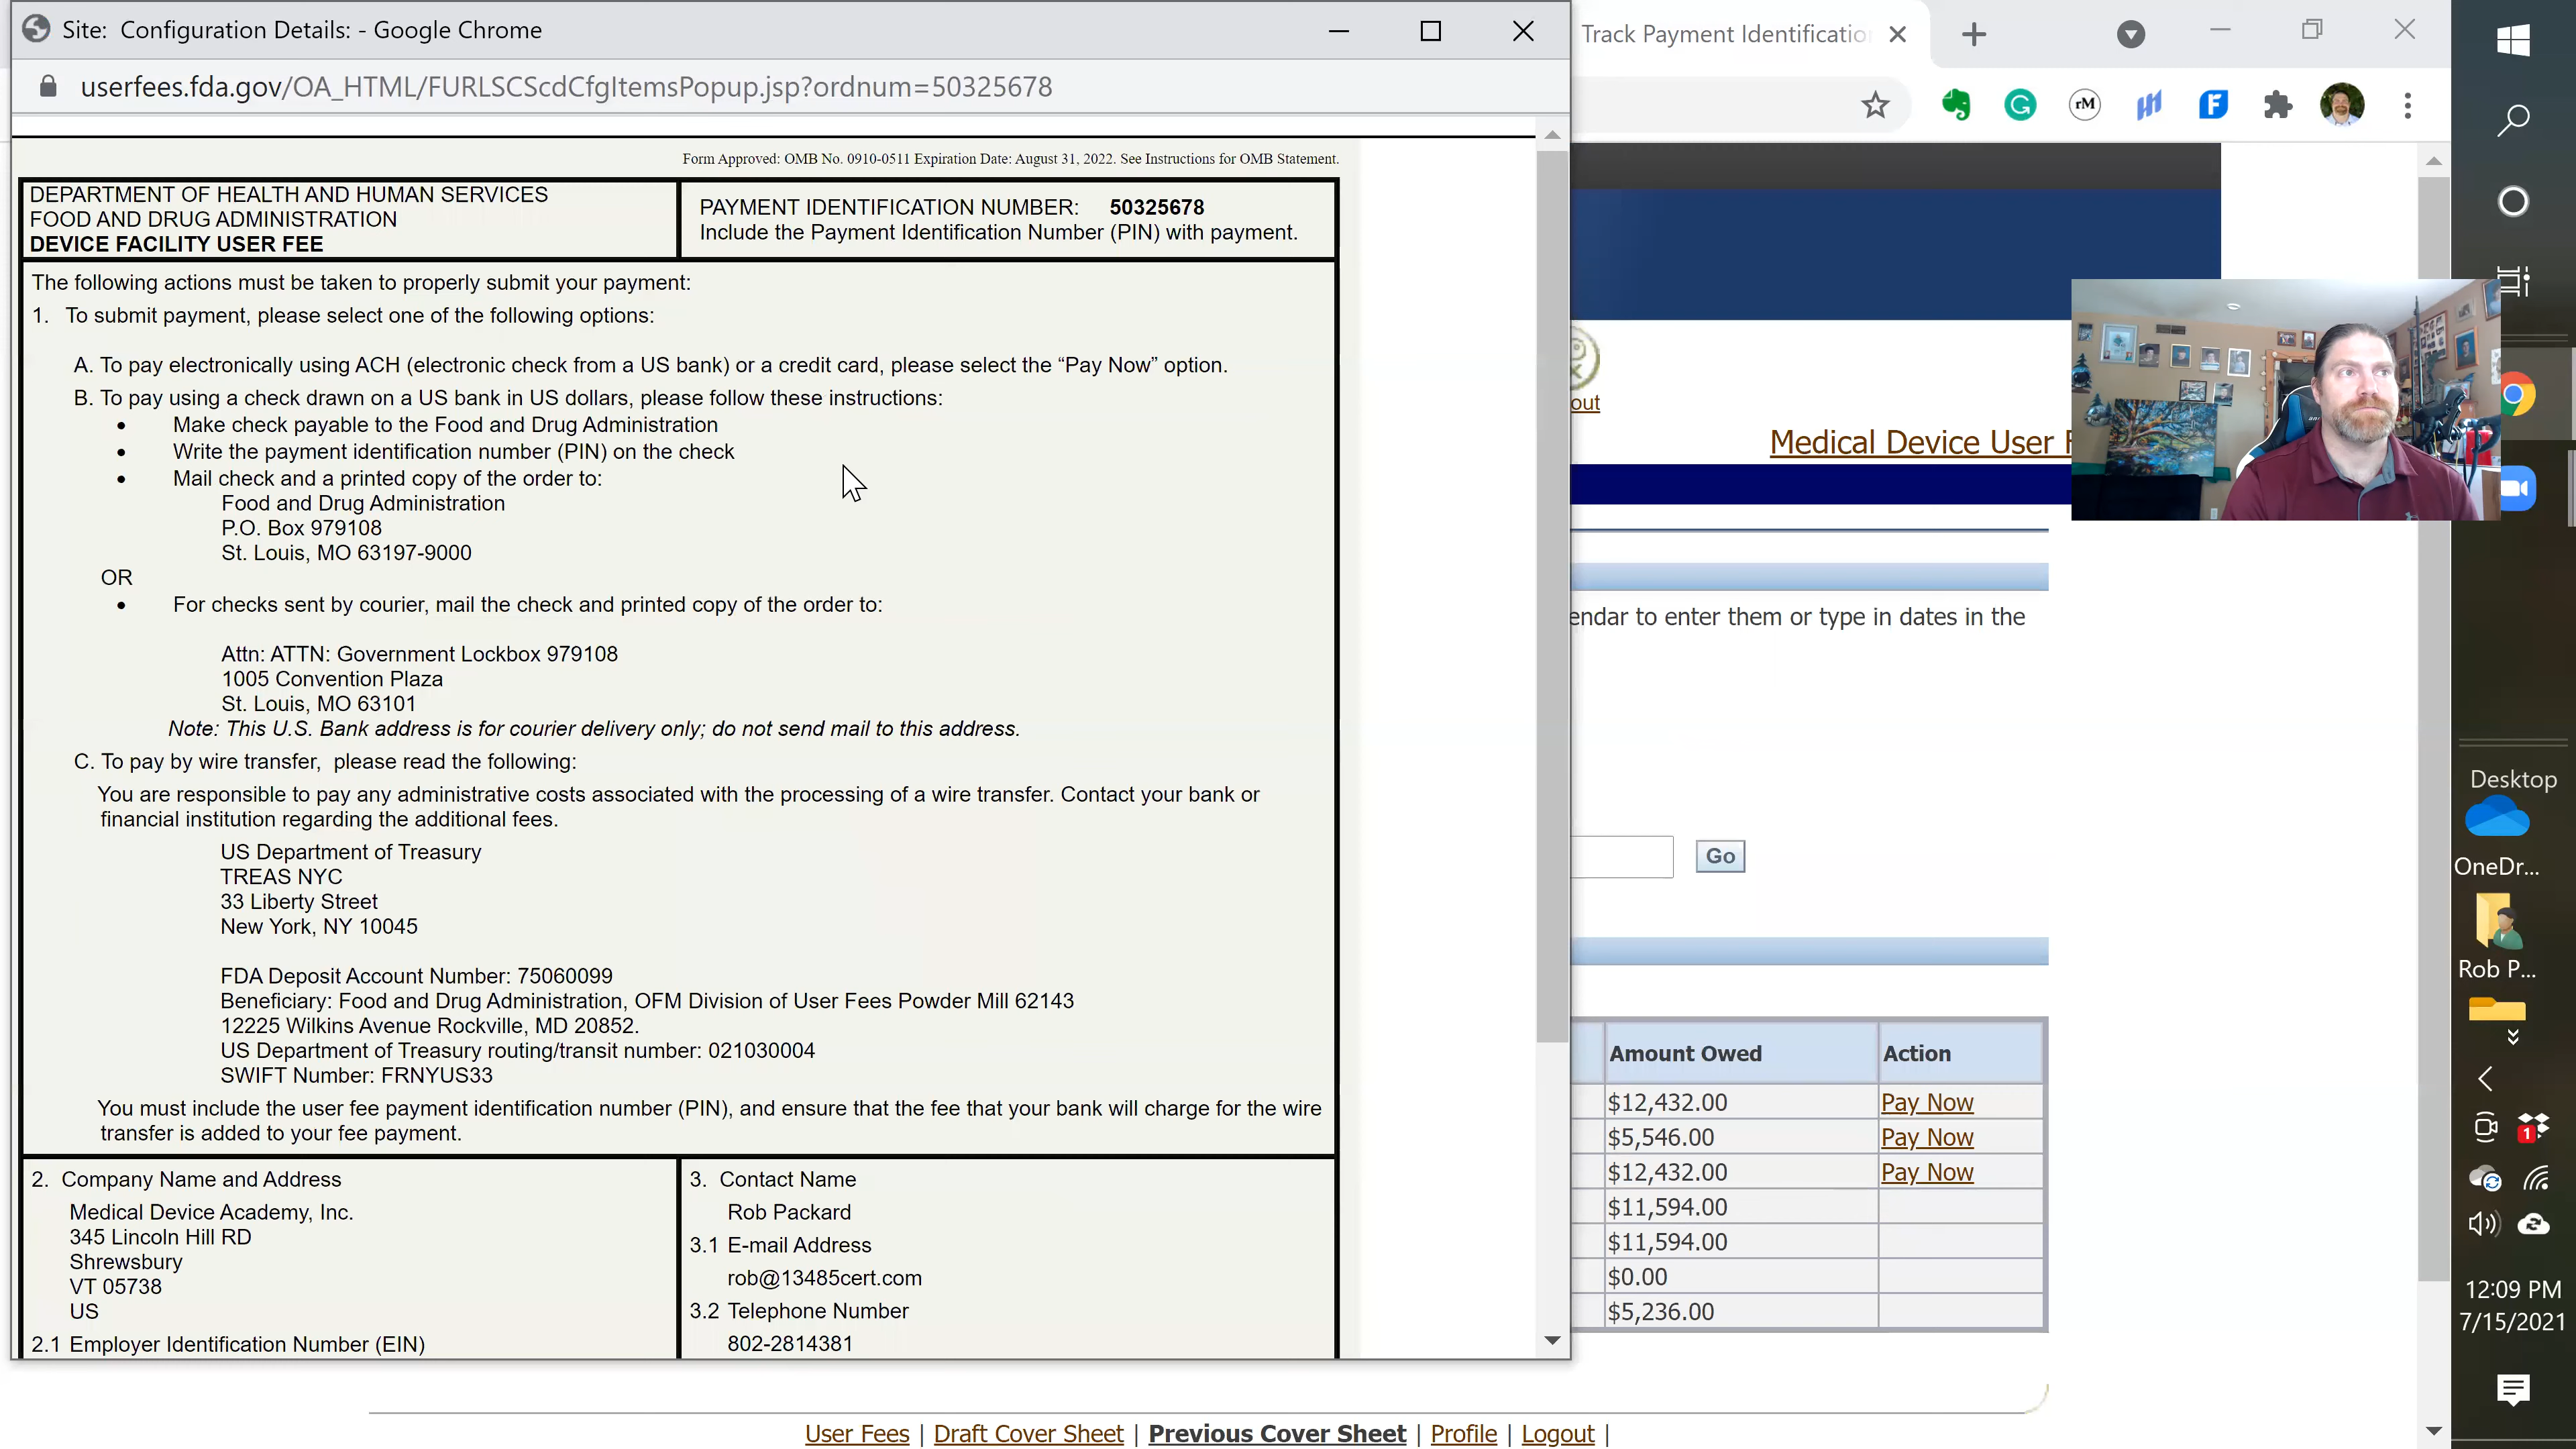 Site: Configuration Details: - Google Chrome
Track Payment Identificatio
userfees.fda.gov/OA_HTML/FURLSCScdCfgItemsPopup.jsp?ordnum=50325678
Form Approved: OMB No. 0910-0511 Expiration Date: August 31, 2022. See Instructions for OMB Statement.
DEPARTMENT OF HEALTH AND HUMAN SERVICES
FOOD AND DRUG ADMINISTRATION
DEVICE FACILITY USER FEE
PAYMENT IDENTIFICATION NUMBER: 50325678
Include the Payment Identification Number (PIN) with payment.
The following actions must be taken to properly submit your payment:
1. To submit payment, please select one of the following options:
A. To pay electronically using ACH (electronic check from a US bank) or a credit card, please select the “Pay Now” option.
B. To pay using a check drawn on a US bank in US dollars, please follow these instructions:
• Make check payable to the Food and Drug Administration
• Write the payment identification number (PIN) on the check
• Mail check and a printed copy of the order to:
Food and Drug Administration
P.O. Box 979108
St. Louis, MO 63197-9000
OR
• For checks sent by courier, mail the check and printed copy of the order to:
Attn: ATTN: Government Lockbox 979108
1005 Convention Plaza
St. Louis, MO 63101
Note: This U.S. Bank address is for courier delivery only; do not send mail to this address.
C. To pay by wire transfer, please read the following:
You are responsible to pay any administrative costs associated with the processing of a wire transfer. Contact your bank or
financial institution regarding the additional fees.
US Department of Treasury
TREAS NYC
33 Liberty Street
New York, NY 10045
FDA Deposit Account Number: 75060099
Beneficiary: Food and Drug Administration, OFM Division of User Fees Powder Mill 62143
12225 Wilkins Avenue Rockville, MD 20852.
US Department of Treasury routing/transit number: 021030004
SWIFT Number: FRNYUS33
You must include the user fee payment identification number (PIN), and ensure that the fee that your bank will charge for the wire
transfer is added to your fee payment.
2. Company Name and Address
Medical Device Academy, Inc.
345 Lincoln Hill RD
Shrewsbury
VT 05738
US
2.1 Employer Identification Number (EIN)
3. Contact Name
Rob Packard
3.1 E-mail Address
rob@13485cert.com
3.2 Telephone Number
802-2814381
rM
out
Medical Device User F
endar to enter them or type in dates in the
Go
Amount Owed Action
$12,432.00 Pay Now
$5,546.00 Pay Now
$12,432.00 Pay Now
$11,594.00
$11,594.00
$0.00
$5,236.00
User Fees | Draft Cover Sheet | Previous Cover Sheet | Profile | Logout |
Desktop
OneDr...
Rob P...
1
12:09 PM
7/15/2021